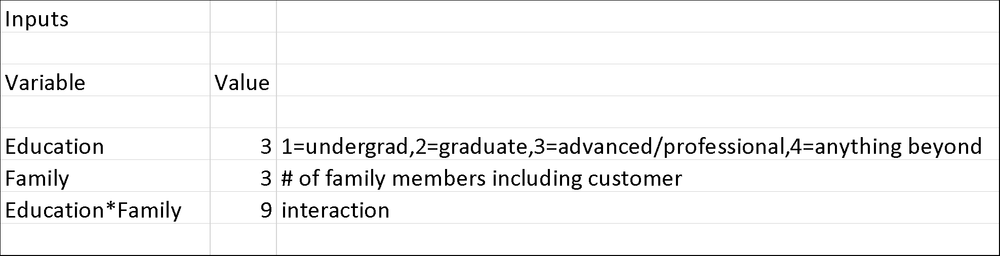 Inputs
Variable Value
Education 3 1=undergrad,2=graduate,3=advanced/professional,4=anything beyond
Family 3 # of family members including customer
Education*Family 9 interaction